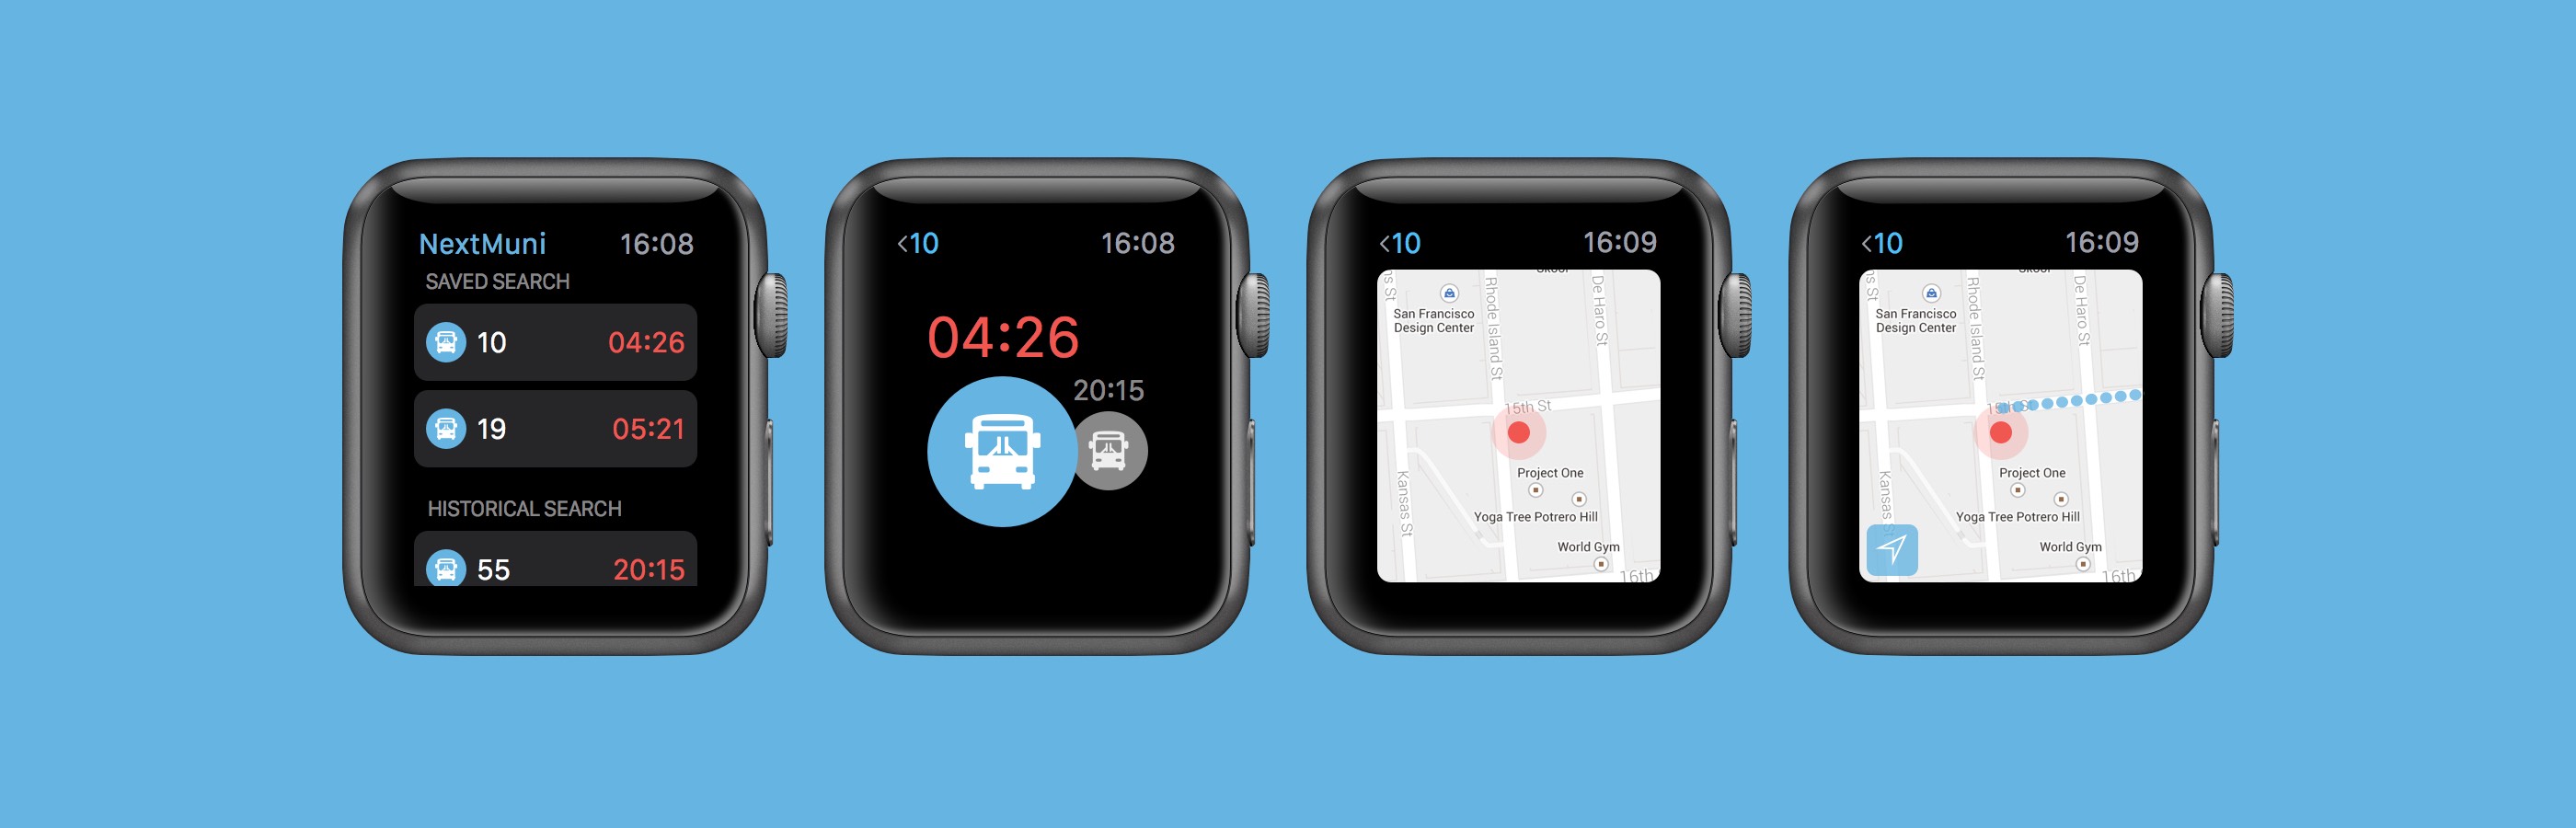 NextMuni 16:08
SAVED SEARCH
10 04:26
19 05:21
HISTORICAL SEARCH
55 20:15
<10 16:08
04:26
20:15
<10 16:09
San Francisco
Design Center
Rhode Island St
De Haro St
15th St
Kansas St
Project One
Yoga Tree Potrero Hill
World Gym
16th
<10 16:09
San Francisco
Design Center
Rhode Island St
De Haro St
15th St
Kansas St
Project One
Yoga Tree Potrero Hill
World Gym
16th